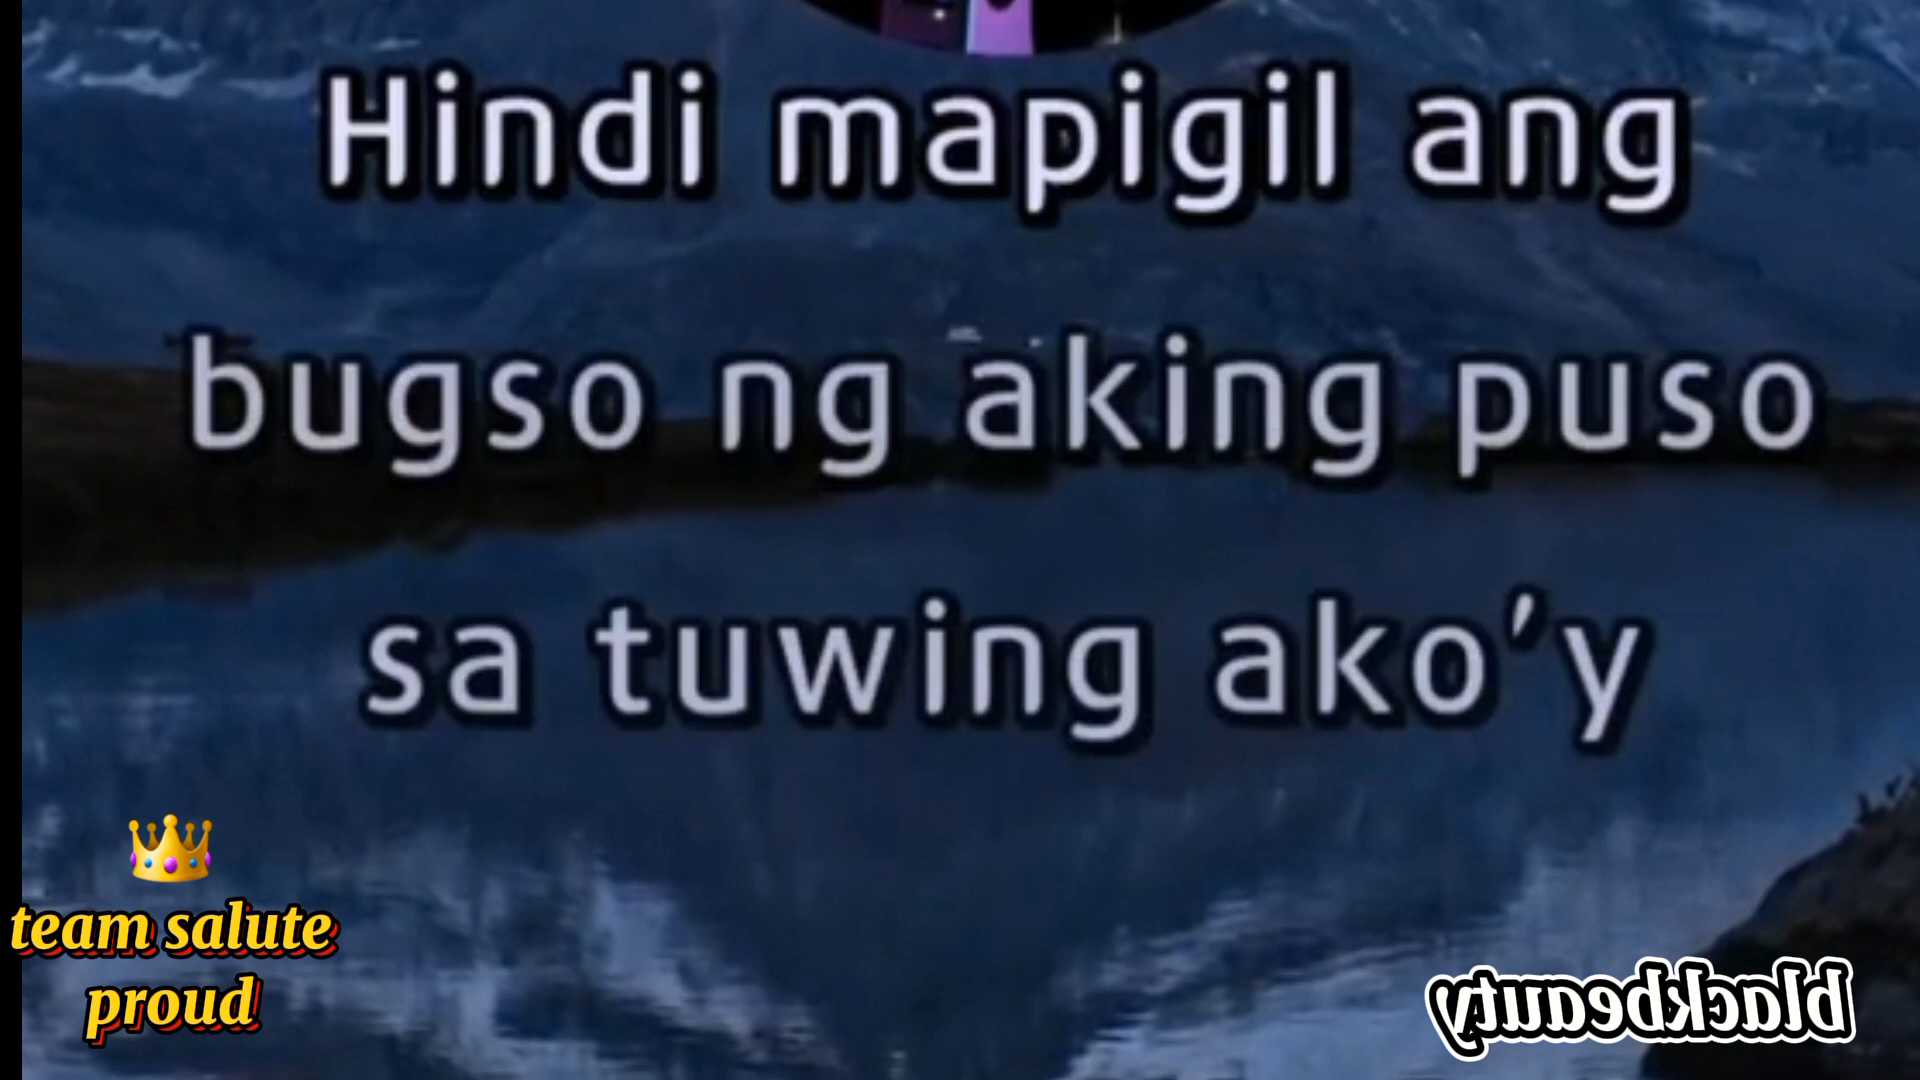 Hindi mapigil ang
bugso ng aking puso
sa tuwing ako'y
team salute
proud
blackbeauty